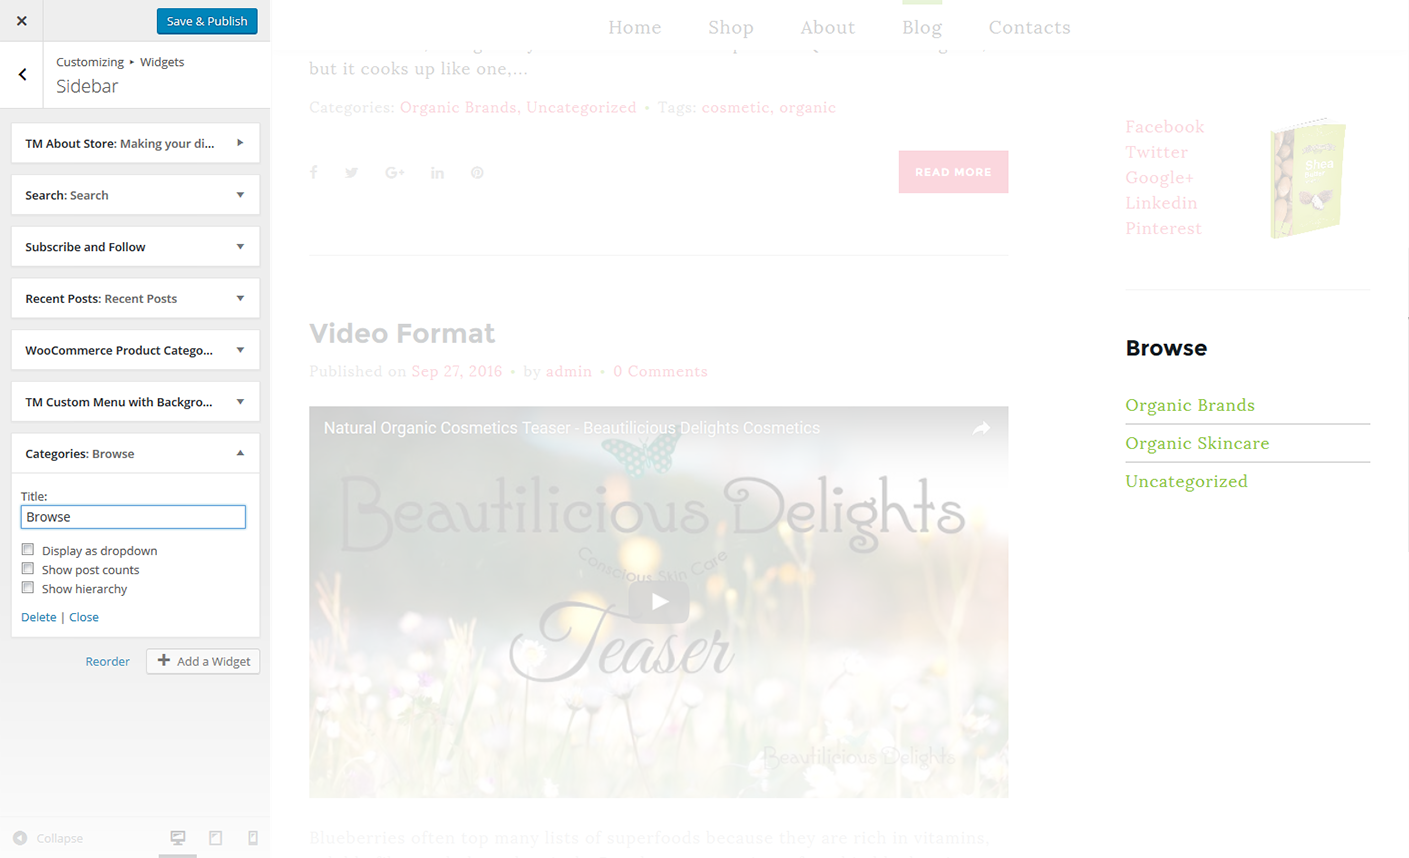 Save & Publish
Customizing ▸ Widgets
Sidebar
TM About Store: Making your di...
Search: Search
Subscribe and Follow
Recent Posts: Recent Posts
WooCommerce Product Catego...
TM Custom Menu with Backgro...
Categories: Browse
Title:
Browse
Display as dropdown
Show post counts
Show hierarchy
Delete | Close
Reorder
Add a Widget
Collapse
Home Shop About Blog Contacts
but it cooks up like one,...
Categories: Organic Brands, Uncategorized • Tags: cosmetic, organic
READ MORE
Video Format
Published on Sep 27, 2016 • by admin • 0 Comments
Natural Organic Cosmetics Teaser - Beautilicious Delights Cosmetics
Beautilicious Delights
Conscious Skin Care
Teaser
Beautilicious Delights
Blueberries often top many lists of superfoods because they are rich in vitamins,
Facebook
Twitter
Google+
Linkedin
Pinterest
Shea
Browse
Organic Brands
Organic Skincare
Uncategorized